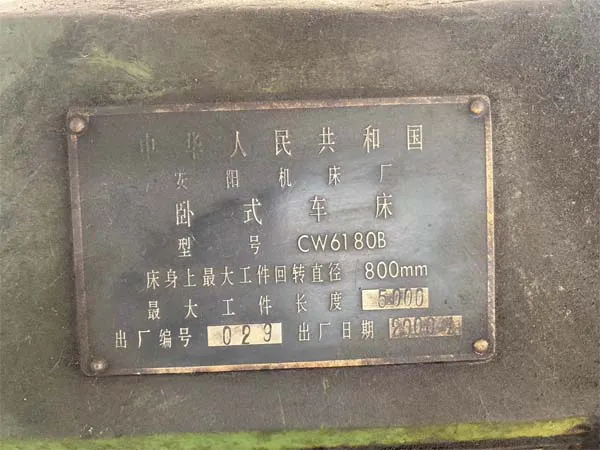 中华人民共和国
安阳机床厂
卧式车床
型号 CW6180B
床身上最大工件回转直径 800mm
最大工件长度 5000
出厂编号 029 出厂日期 2000